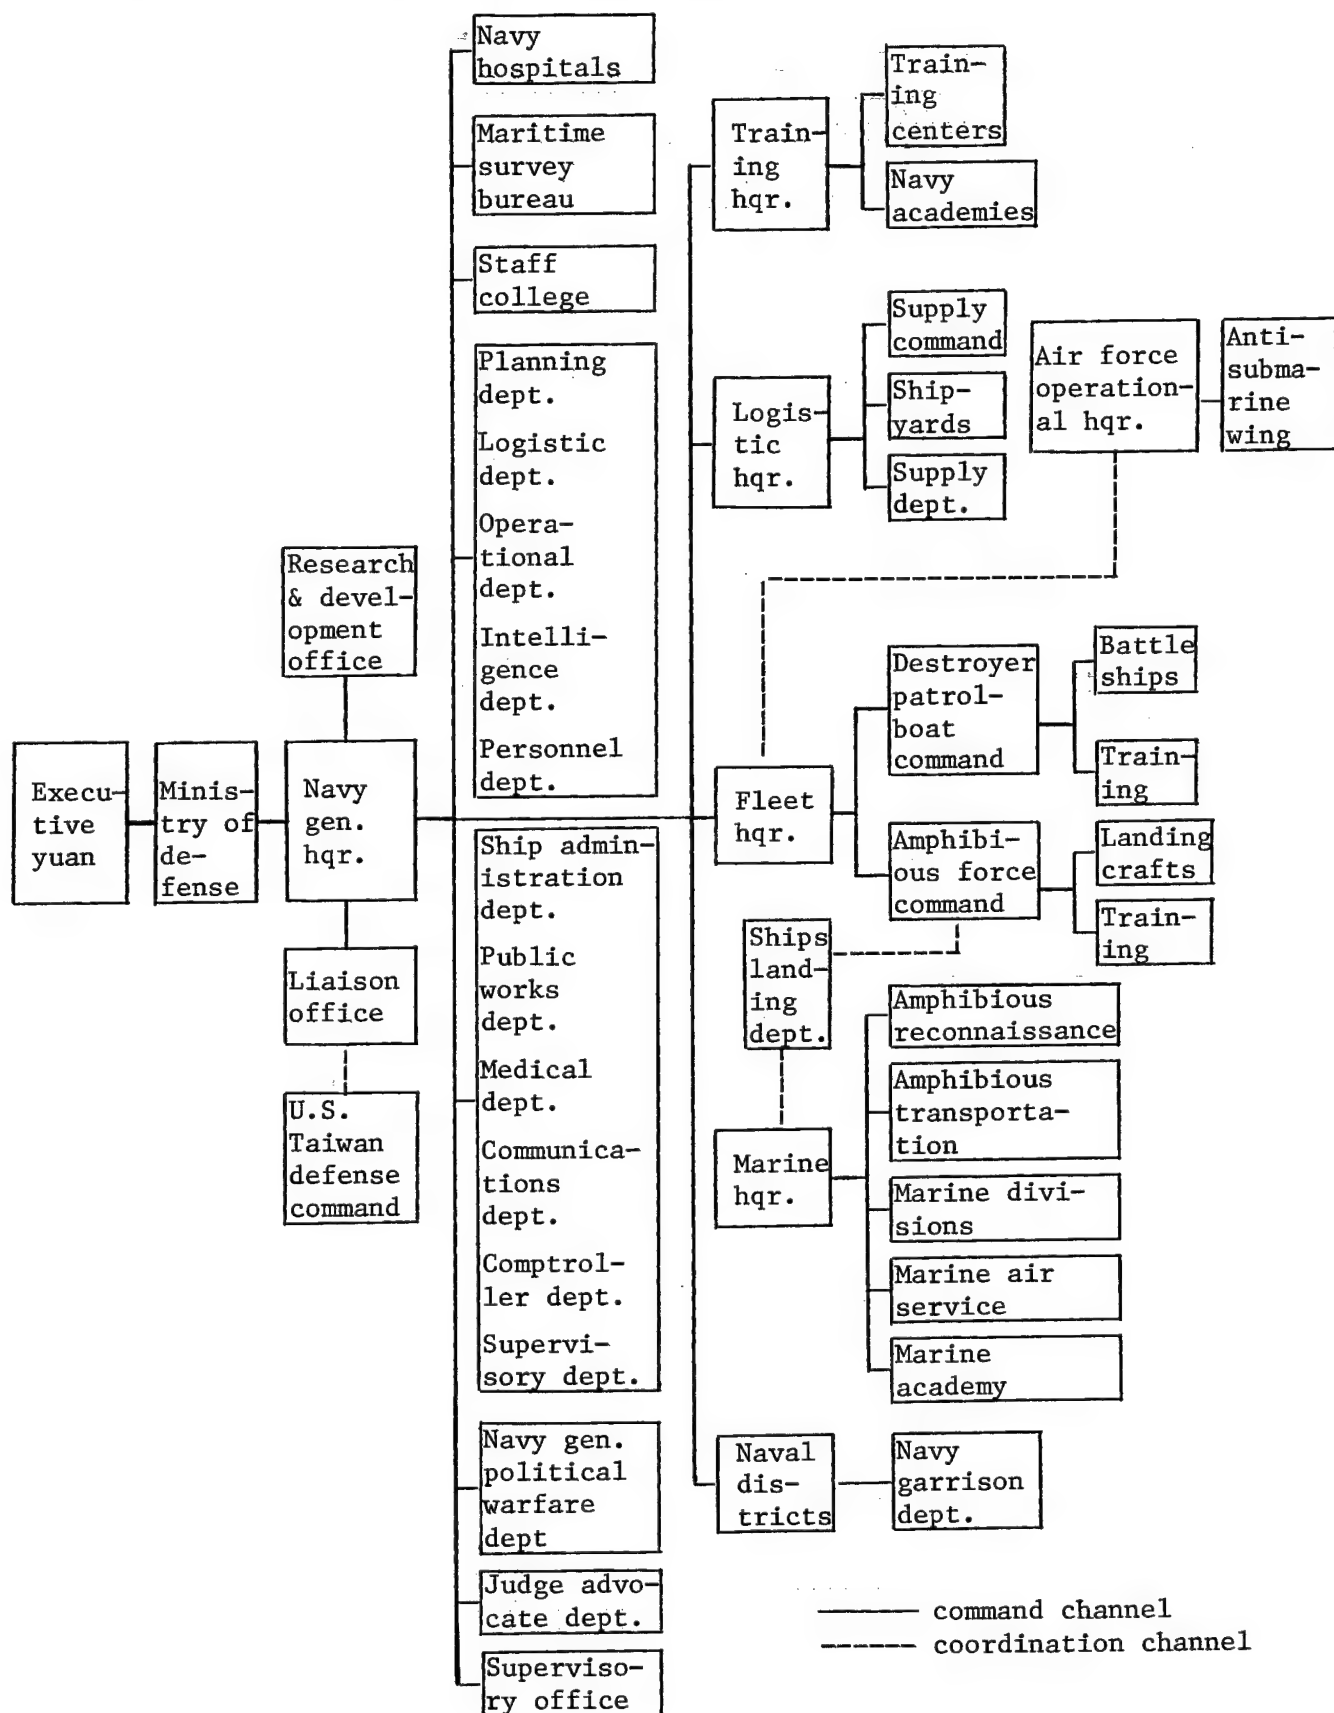 Navy
hospitals
Maritime
survey
bureau
Staff
college
Planning
dept.
Logistic
dept.
Opera-
tional
dept.
Intelli-
gence
dept.
Personnel
dept.
Research
& devel-
opment
office
Execu-
tive
yuan
Minis-
try of
de-
fense
Navy
gen.
hqr.
Liaison
office
U.S.
Taiwan
defense
command
Ship admin-
istration
dept.
Public
works
dept.
Medical
dept.
Communica-
tions
dept.
Comptrol-
ler dept.
Supervi-
sory dept.
Navy gen.
political
warfare
dept
Judge advo-
cate dept.
Superviso-
ry office
Train-
ing
hqr.
Train-
ing
centers
Navy
academies
Logis-
tic
hqr.
Supply
command
Ship-
yards
Supply
dept.
Air force
operation-
al hqr.
Anti-
subma-
rine
wing
Fleet
hqr.
Destroyer
patrol-
boat
command
Battle
ships
Train-
ing
Amphibi-
ous force
command
Landing
crafts
Train-
ing
Ships
land-
ing
dept.
Marine
hqr.
Amphibious
reconnaissance
Amphibious
transporta-
tion
Marine divi-
sions
Marine air
service
Marine
academy
Naval
dis-
tricts
Navy
garrison
dept.
command channel
coordination channel